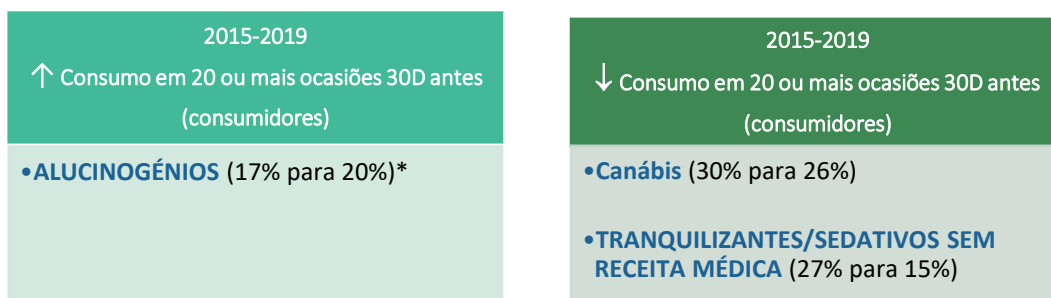 2015-2019
↑ Consumo em 20 ou mais ocasiões 30D antes
(consumidores)
•ALUCINOGÉNIOS (17% para 20%)*
2015-2019
↓ Consumo em 20 ou mais ocasiões 30D antes
(consumidores)
•Canábis (30% para 26%)
•TRANQUILIZANTES/SEDATIVOS SEM
RECEITA MÉDICA (27% para 15%)